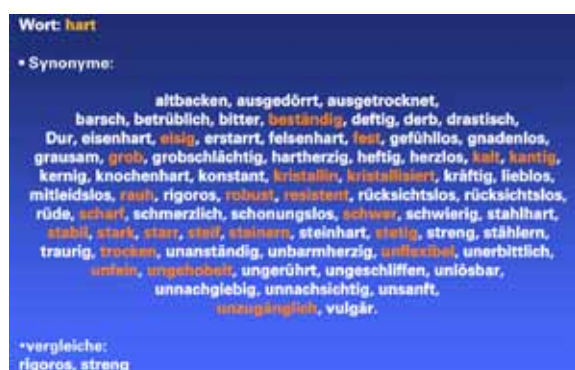 Wort: hart
• Synonyme:
altbacken, ausgedörrt, ausgetrocknet,
barsch, betrüblich, bitter, beständig, deftig, derb, drastisch,
Dur, eisenhart, eisig, erstarrt, felsenhart, fest, gefühllos, gnadenlos,
grausam, grob, grobschlächtig, hartherzig, heftig, herzlos, kalt, kantig,
kernig, knochenhart, konstant, kristallin, kristallisiert, kräftig, lieblos,
mitleidslos, rauh, rigoros, robust, resistent, rücksichtslos, rücksichtslos,
rüde, scharf, schmerzlich, schonungslos, schwer, schwierig, stahlhart,
stabil, stark, starr, steif, steinern, steinhart, stetig, streng, stählern,
traurig, trocken, unanständig, unbarmherzig, unflexibel, unerbittlich,
unfein, ungehobelt, ungerührt, ungeschliffen, unlösbar,
unnachgiebig, unnachsichtig, unsanft,
unzugänglich, vulgär.
•vergleiche:
rigoros, streng